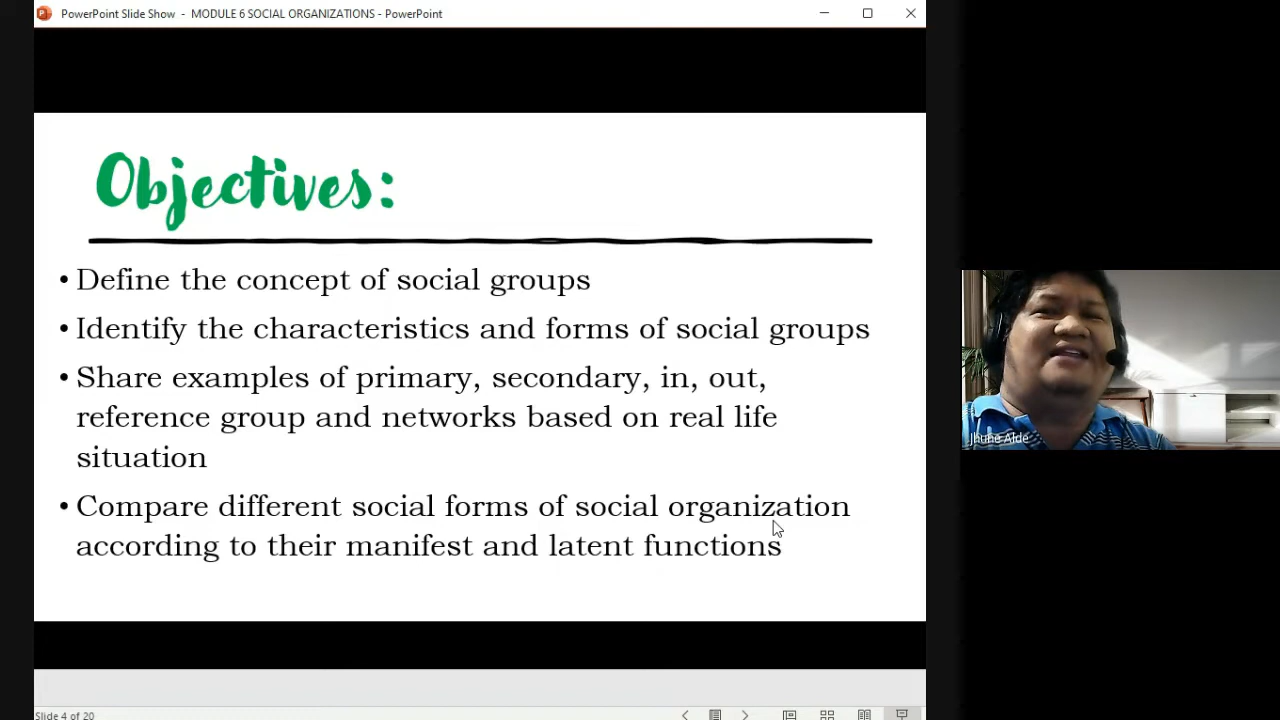 PowerPoint Slide Show - MODULE 6 SOCIAL ORGANIZATIONS - PowerPoint
Objectives:
• Define the concept of social groups
• Identify the characteristics and forms of social groups
• Share examples of primary, secondary, in, out,
reference group and networks based on real life
situation
• Compare different social forms of social organization
according to their manifest and latent functions
Jhune Alde
Slide 4 of 20